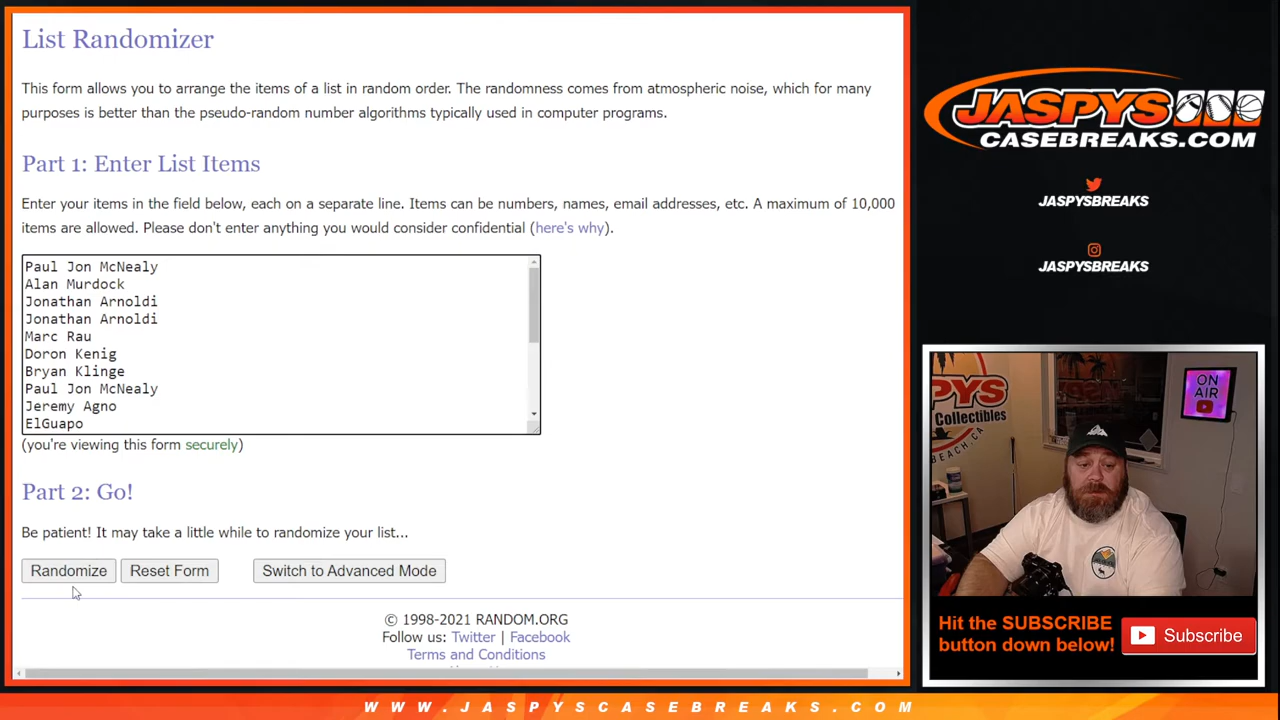 List Randomizer
This form allows you to arrange the items of a list in random order. The randomness comes from atmospheric noise, which for many
purposes is better than the pseudo-random number algorithms typically used in computer programs.
Part 1: Enter List Items
Enter your items in the field below, each on a separate line. Items can be numbers, names, email addresses, etc. A maximum of 10,000
items are allowed. Please don't enter anything you would consider confidential (here's why).
Paul Jon McNealy
Alan Murdock
Jonathan Arnoldi
Jonathan Arnoldi
Marc Rau
Doron Kenig
Bryan Klinge
Paul Jon McNealy
Jeremy Agno
ElGuapo
(you're viewing this form securely)
Part 2: Go!
Be patient! It may take a little while to randomize your list...
Randomize Reset Form Switch to Advanced Mode
© 1998-2021 RANDOM.ORG
Follow us: Twitter | Facebook
Terms and Conditions
JASPYS
CASEBREAKS.COM
JASPYSBREAKS
JASPYSBREAKS
ON
AIR
Collectibles
BEACH, CA
Hit the SUBSCRIBE
button down below!
Subscribe
WWW.JASPYSCASEBREAKS.COM